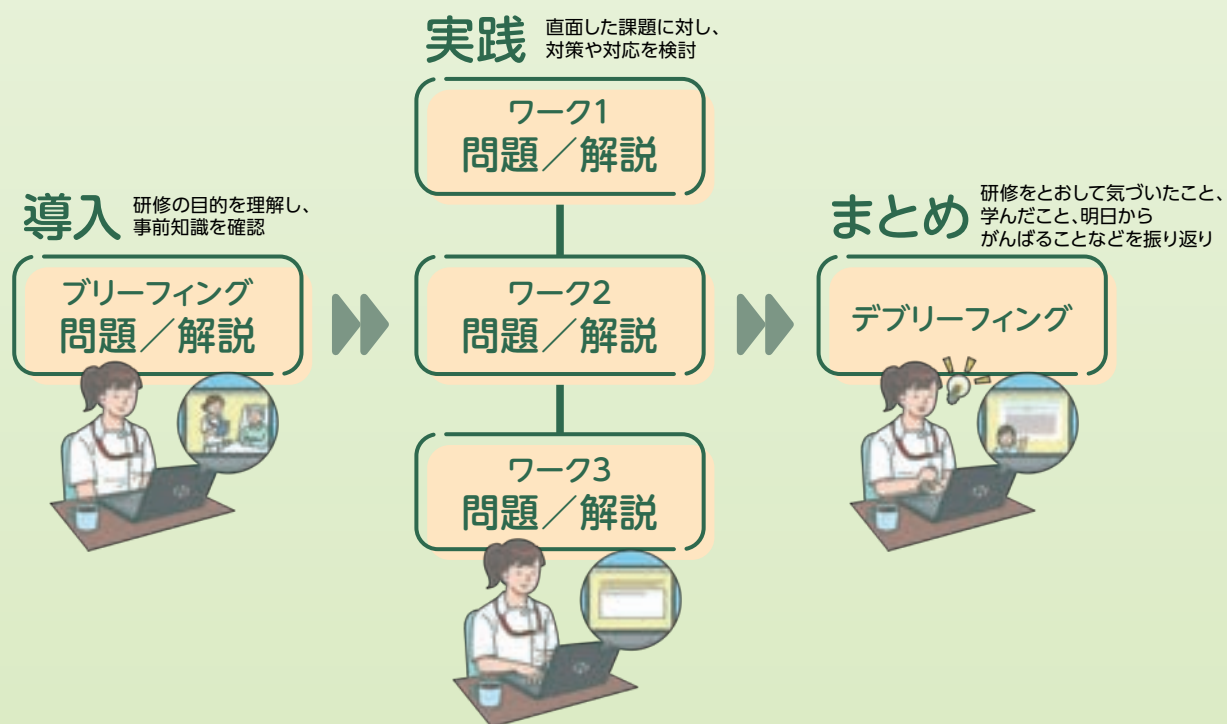 導入
研修の目的を理解し、
事前知識を確認
ブリーフィング
問題／解説
実践
直面した課題に対し、
対策や対応を検討
ワーク1
問題／解説
ワーク2
問題／解説
ワーク3
問題／解説
まとめ
研修をとおして気づいたこと、
学んだこと、明日から
がんばることなどを振り返り
デブリーフィング